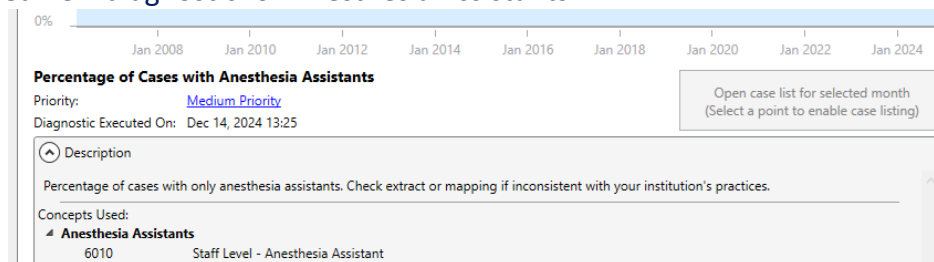 0%
Jan 2008 Jan 2010 Jan 2012 Jan 2014 Jan 2016 Jan 2018 Jan 2020 Jan 2022 Jan 2024
Percentage of Cases with Anesthesia Assistants
Priority: Medium Priority
Open case list for selected month
(Select a point to enable case listing)
Diagnostic Executed On: Dec 14, 2024 13:25
Description
Percentage of cases with only anesthesia assistants. Check extract or mapping if inconsistent with your institution's practices.
Concepts Used:
Anesthesia Assistants
6010 Staff Level - Anesthesia Assistant